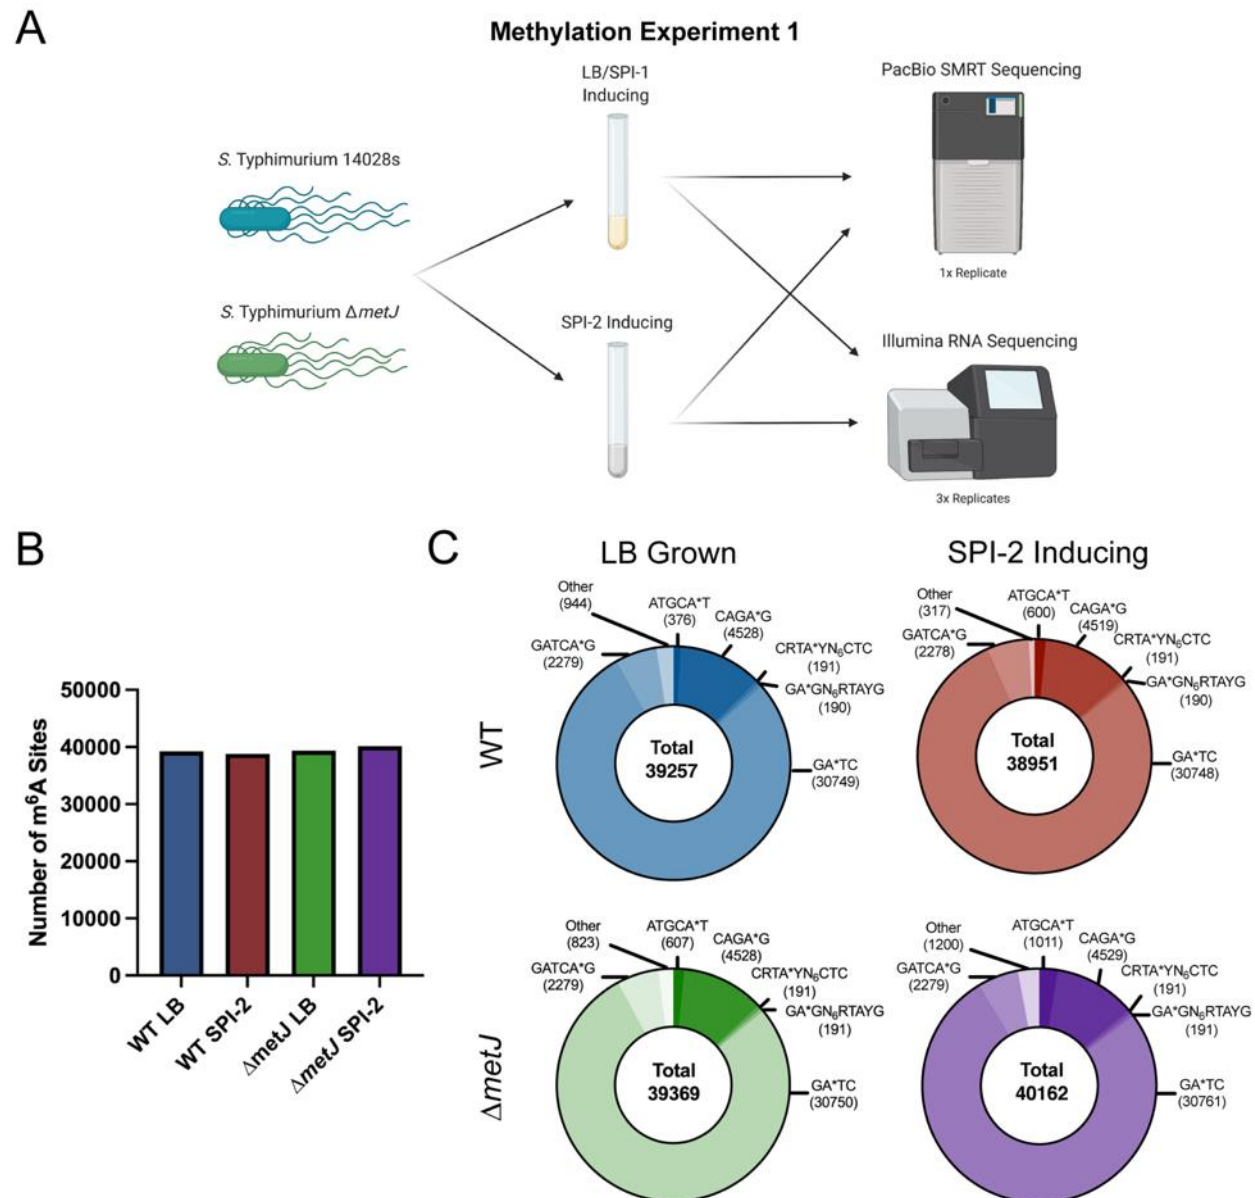 A
Methylation Experiment 1
LB/SPI-1
Inducing
PacBio SMRT Sequencing
S. Typhimurium 14028s
1x Replicate
S. Typhimurium ΔmetJ
SPI-2 Inducing
Illumina RNA Sequencing
3x Replicates
B
Number of m⁶A Sites
50000
40000
30000
20000
10000
0
WT LB
WT SPI-2
ΔmetJ LB
ΔmetJ SPI-2
C
LB Grown
SPI-2 Inducing
WT
Other
(944)
ATGCA*T
(376)
CAGA*G
(4528)
CRTA*YN₆CTC
(191)
GA*GN₆RTAYG
(190)
GATCA*G
(2279)
Total
39257
GA*TC
(30749)
Other
(317)
ATGCA*T
(600)
CAGA*G
(4519)
CRTA*YN₆CTC
(191)
GA*GN₆RTAYG
(190)
GATCA*G
(2278)
Total
38951
GA*TC
(30748)
ΔmetJ
Other
(823)
ATGCA*T
(607)
CAGA*G
(4528)
CRTA*YN₆CTC
(191)
GA*GN₆RTAYG
(191)
GATCA*G
(2279)
Total
39369
GA*TC
(30750)
Other
(1200)
ATGCA*T
(1011)
CAGA*G
(4529)
CRTA*YN₆CTC
(191)
GA*GN₆RTAYG
(191)
GATCA*G
(2279)
Total
40162
GA*TC
(30761)